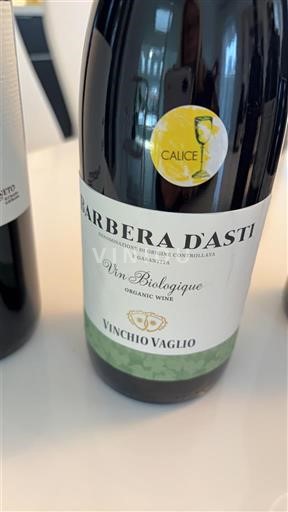 CALICE
BARBERA D'ASTI
DENOMINAZIONE DI ORIGINE CONTROLLATA
E GARANTITA
Vin Biologique
ORGANIC WINE
VINCHIO VAGLIO